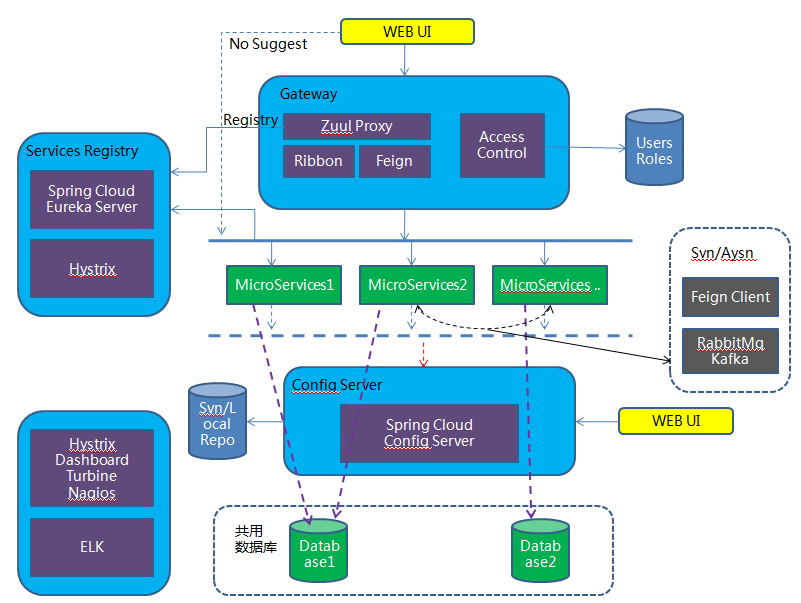 WEB UI
No Suggest
Gateway
Registry
Zuul Proxy
Ribbon
Feign
Access
Control
Users
Roles
Services Registry
Spring Cloud
Eureka Server
Hystrix
Syn/Aysn
Feign Client
RabbitMq
Kafka
MicroServices1
MicroServices2
MicroServices ..
Config Server
Spring Cloud
Config Server
Svn/L
ocal
Repo
WEB UI
Hystrix
Dashboard
Turbine
Nagios
ELK
共用
数据库
Datab
ase1
Datab
ase2